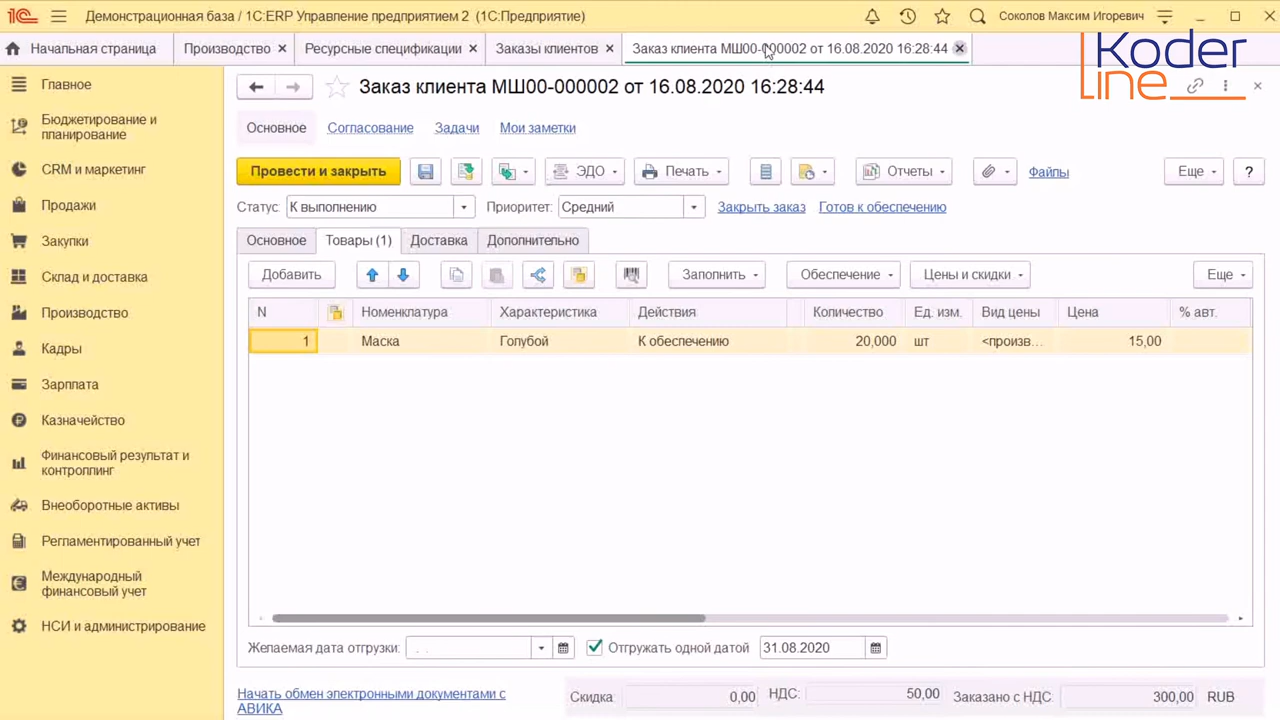 1С Демонстрационная база / 1C:ERP Управление предприятием 2 (1С:Предприятие) Соколов Максим Игоревич
Начальная страница Производство Ресурсные спецификации Заказы клиентов Заказ клиента МШ00-000002 от 16.08.2020 16:28:44
Koder
line
Главное
Бюджетирование и
планирование
CRM и маркетинг
Продажи
Закупки
Склад и доставка
Производство
Кадры
Зарплата
Казначейство
Финансовый результат и
контроллинг
Внеоборотные активы
Регламентированный учет
Международный
финансовый учет
НСИ и администрирование
Заказ клиента МШ00-000002 от 16.08.2020 16:28:44
Основное Согласование Задачи Мои заметки
Провести и закрыть ЭДО Печать Отчеты Файлы Еще ?
Статус: К выполнению Приоритет: Средний Закрыть заказ Готов к обеспечению
Основное Товары (1) Доставка Дополнительно
Добавить Заполнить Обеспечение Цены и скидки Еще
N Номенклатура Характеристика Действия Количество Ед. изм. Вид цены Цена % авт.
1 Маска Голубой К обеспечению 20,000 шт <произв... 15,00
Желаемая дата отгрузки: . . Отгружать одной датой 31.08.2020
Начать обмен электронными документами с
АВИКА
Скидка: 0,00 НДС: 50,00 Заказано с НДС: 300,00 RUB